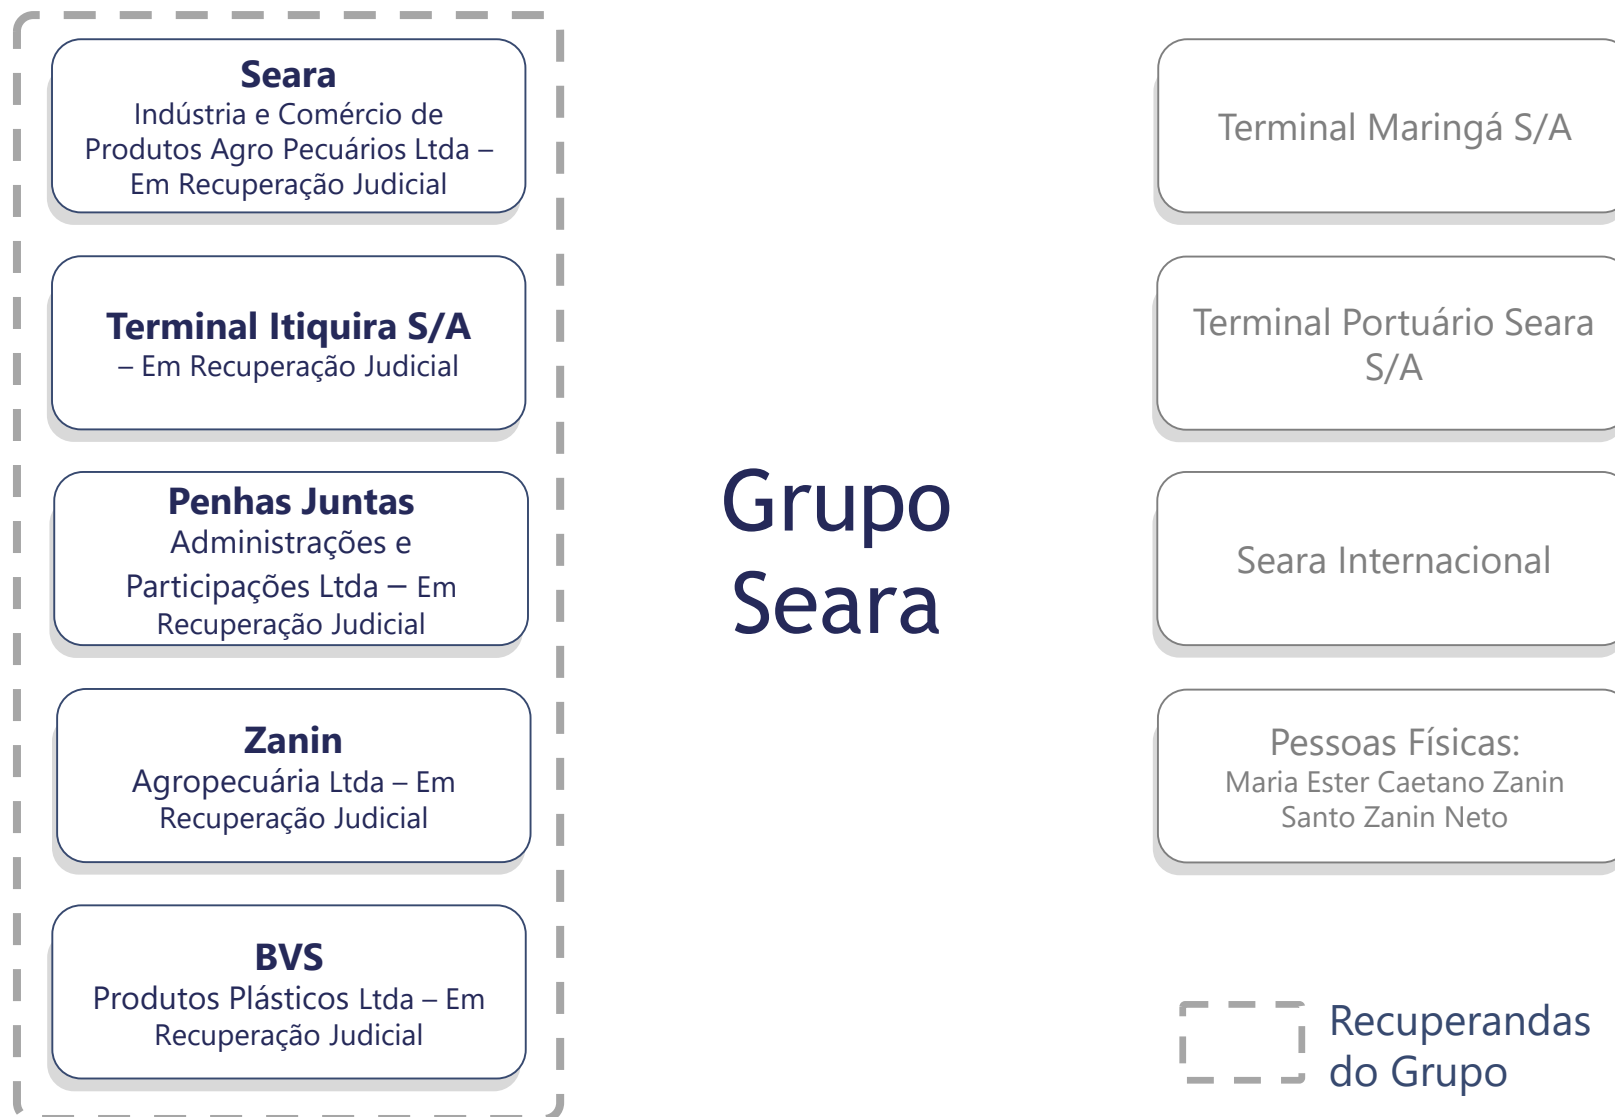 Seara
Indústria e Comércio de
Produtos Agro Pecuários Ltda –
Em Recuperação Judicial
Terminal Itiquira S/A
– Em Recuperação Judicial
Penhas Juntas
Administrações e
Participações Ltda – Em
Recuperação Judicial
Zanin
Agropecuária Ltda – Em
Recuperação Judicial
BVS
Produtos Plásticos Ltda – Em
Recuperação Judicial
Grupo
Seara
Terminal Maringá S/A
Terminal Portuário Seara
S/A
Seara Internacional
Pessoas Físicas:
Maria Ester Caetano Zanin
Santo Zanin Neto
Recuperandas
do Grupo